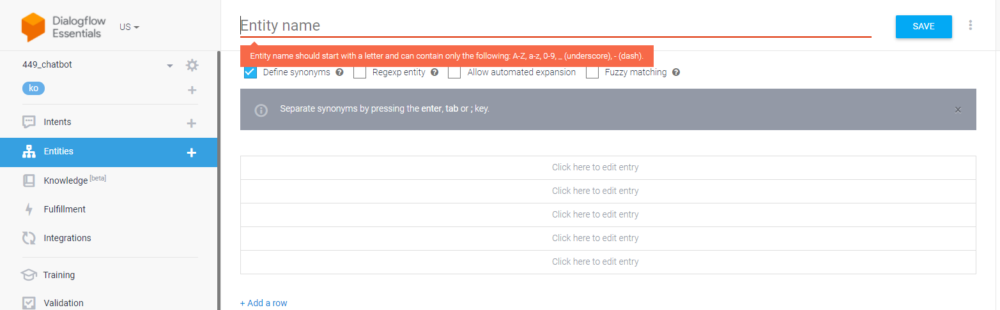 Dialogflow
Essentials
US
Entity name
SAVE
Entity name should start with a letter and can contain only the following: A-Z, a-z, 0-9, _ (underscore), - (dash).
449_chatbot
Define synonyms
Regexp entity
Allow automated expansion
Fuzzy matching
ko
Separate synonyms by pressing the enter, tab or ; key.
Intents
Entities
Knowledge [beta]
Fulfillment
Integrations
Training
Validation
Click here to edit entry
Click here to edit entry
Click here to edit entry
Click here to edit entry
Click here to edit entry
+ Add a row